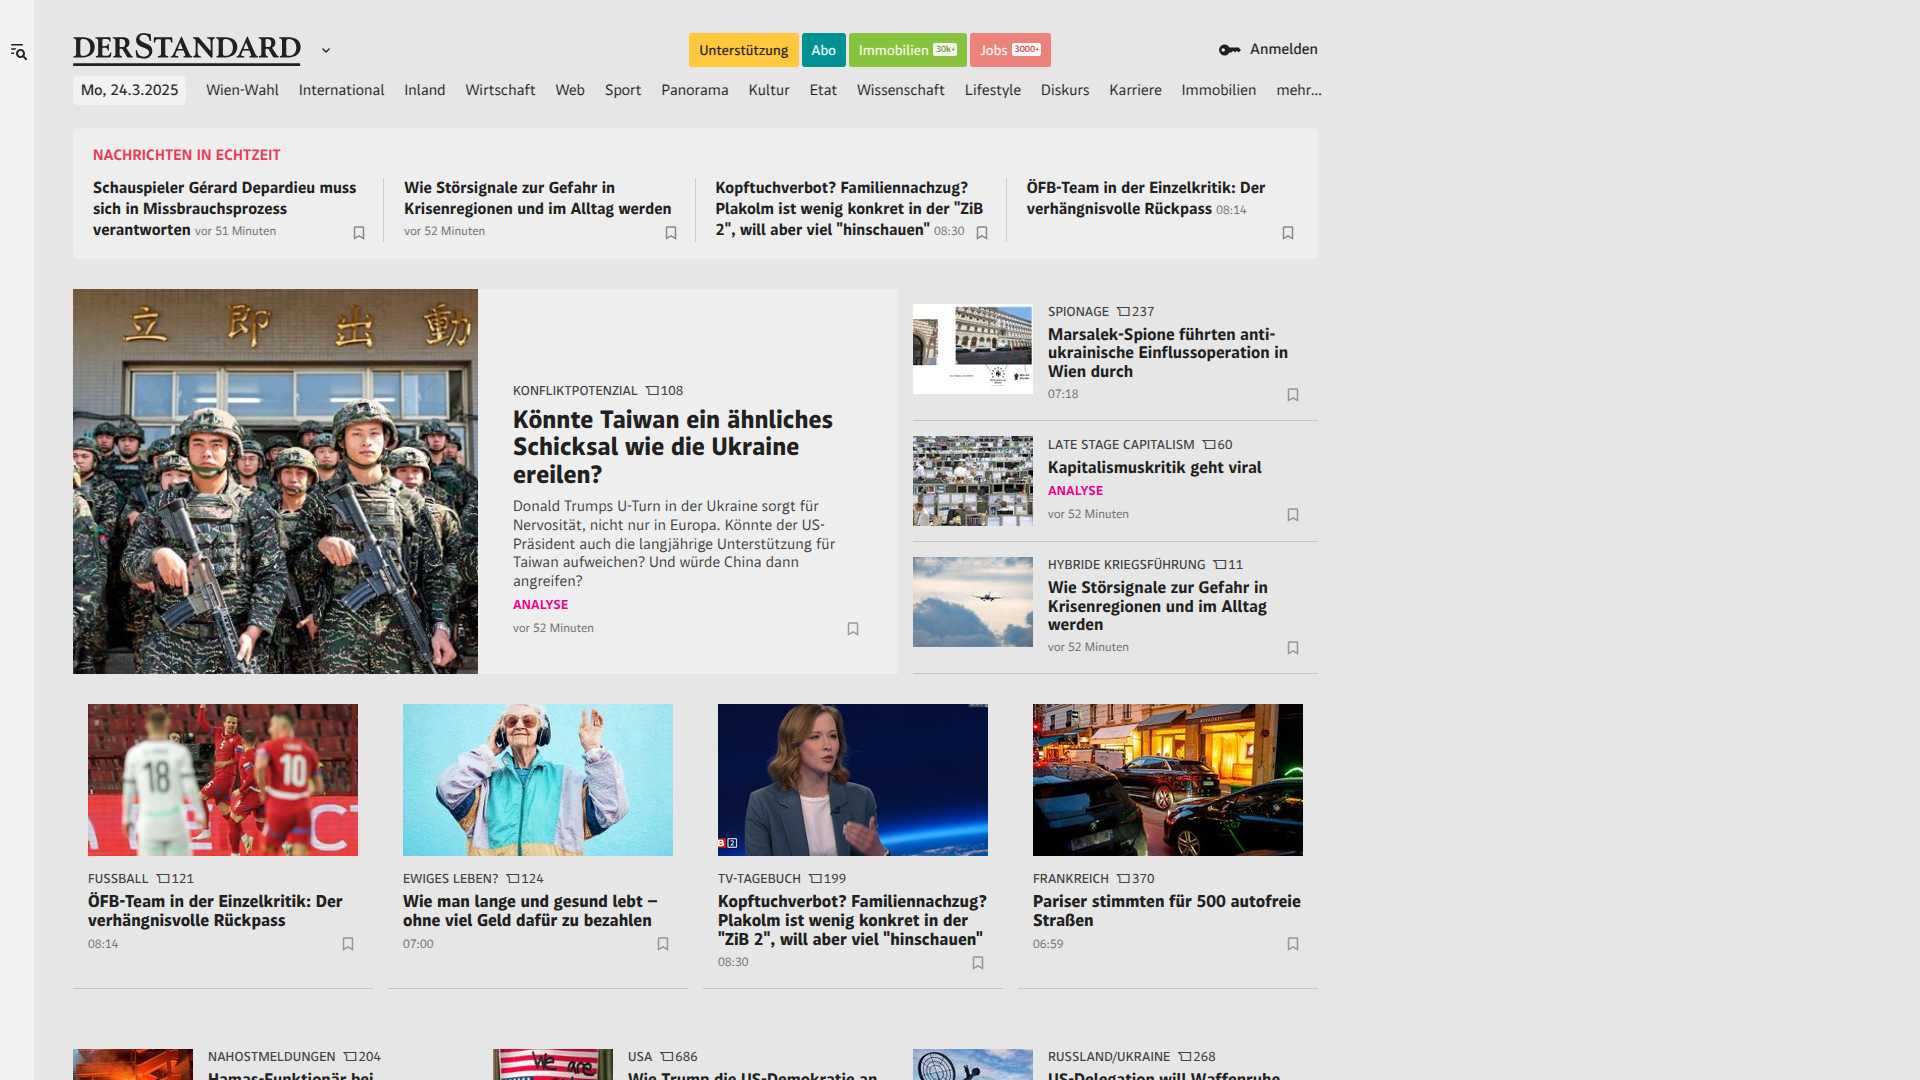 DERSTANDARD
Unterstützung
Abo
Immobilien 30k+
Jobs 3000+
Anmelden
Mo, 24.3.2025
Wien-Wahl
International
Inland
Wirtschaft
Web
Sport
Panorama
Kultur
Etat
Wissenschaft
Lifestyle
Diskurs
Karriere
Immobilien
mehr...
NACHRICHTEN IN ECHTZEIT
Schauspieler Gérard Depardieu muss
sich in Missbrauchsprozess
verantworten vor 51 Minuten
Wie Störsignale zur Gefahr in
Krisenregionen und im Alltag werden
vor 52 Minuten
Kopftuchverbot? Familiennachzug?
Plakolm ist wenig konkret in der "ZiB
2", will aber viel "hinschauen" 08:30
ÖFB-Team in der Einzelkritik: Der
verhängnisvolle Rückpass 08:14
立即出動
KONFLIKTPOTENZIAL 108
Könnte Taiwan ein ähnliches
Schicksal wie die Ukraine
ereilen?
Donald Trumps U-Turn in der Ukraine sorgt für
Nervosität, nicht nur in Europa. Könnte der US-
Präsident auch die langjährige Unterstützung für
Taiwan aufweichen? Und würde China dann
angreifen?
ANALYSE
vor 52 Minuten
SPIONAGE 237
Marsalek-Spione führten anti-
ukrainische Einflussoperation in
Wien durch
07:18
LATE STAGE CAPITALISM 60
Kapitalismuskritik geht viral
ANALYSE
vor 52 Minuten
HYBRIDE KRIEGSFÜHRUNG 11
Wie Störsignale zur Gefahr in
Krisenregionen und im Alltag
werden
vor 52 Minuten
18
10
FUSSBALL 121
ÖFB-Team in der Einzelkritik: Der
verhängnisvolle Rückpass
08:14
EWIGES LEBEN? 124
Wie man lange und gesund lebt –
ohne viel Geld dafür zu bezahlen
07:00
B 2
TV-TAGEBUCH 199
Kopftuchverbot? Familiennachzug?
Plakolm ist wenig konkret in der
"ZiB 2", will aber viel "hinschauen"
08:30
FRANKREICH 370
Pariser stimmten für 500 autofreie
Straßen
06:59
NAHOSTMELDUNGEN 204
Hamas-Funktionär bei
We are
USA 686
Wie Trump die US-Demokratie an
RUSSLAND/UKRAINE 268
US-Delegation will Waffenruhe